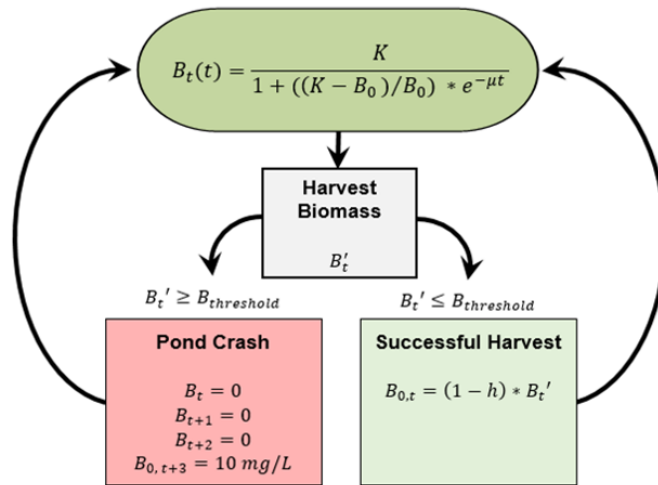 B_t(t) = K / (1 + ((K − B_0)/B_0) * e^{−μt})
Harvest
Biomass
B_t′
B_t′ ≥ B_threshold
B_t′ ≤ B_threshold
Pond Crash
B_t = 0
B_{t+1} = 0
B_{t+2} = 0
B_{0,t+3} = 10 mg/L
Successful Harvest
B_{0,t} = (1 − h) * B_t′